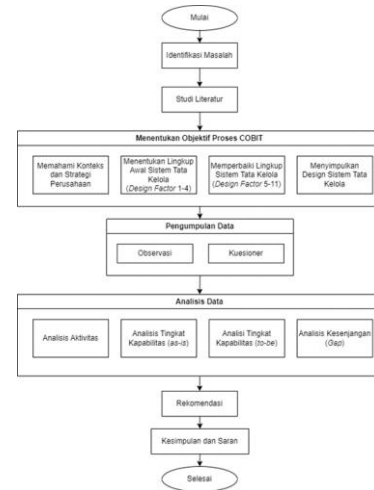 Mulai
Identifikasi Masalah
Studi Literatur
Menentukan Objektif Proses COBIT
Memahami Konteks
dan Strategi
Perusahaan
Menentukan Lingkup
Awal Sistem Tata
Kelola
(Design Factor 1-4)
Memperbaiki Lingkup
Sistem Tata Kelola
(Design Factor 5-11)
Menyimpulkan
Design Sistem Tata
Kelola
Pengumpulan Data
Observasi
Kuesioner
Analisis Data
Analisis Aktivitas
Analisis Tingkat
Kapabilitas (as-is)
Analisi Tingkat
Kapabilitas (to-be)
Analisis Kesenjangan
(Gap)
Rekomendasi
Kesimpulan dan Saran
Selesai